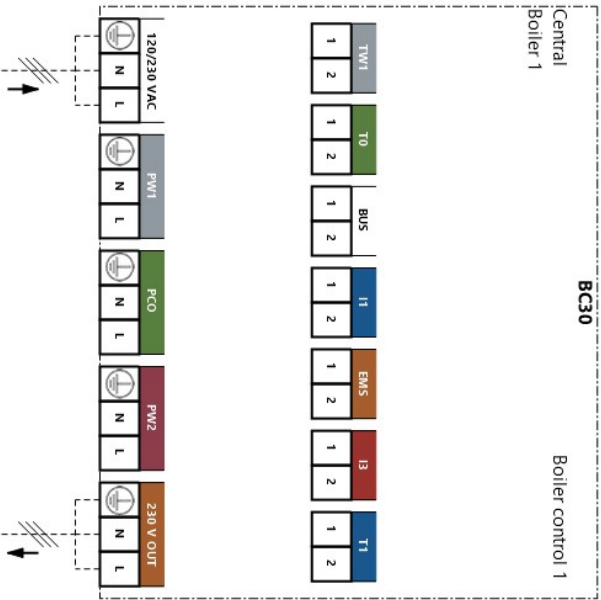 BC30
Central
Boiler 1
Boiler control 1
TW1 T0 BUS I1 EMS I3 T1
1 2 1 2 1 2 1 2 1 2 1 2 1 2
120/230 VAC PW1 PCO PW2 230 V OUT
N L N L N L N L N L